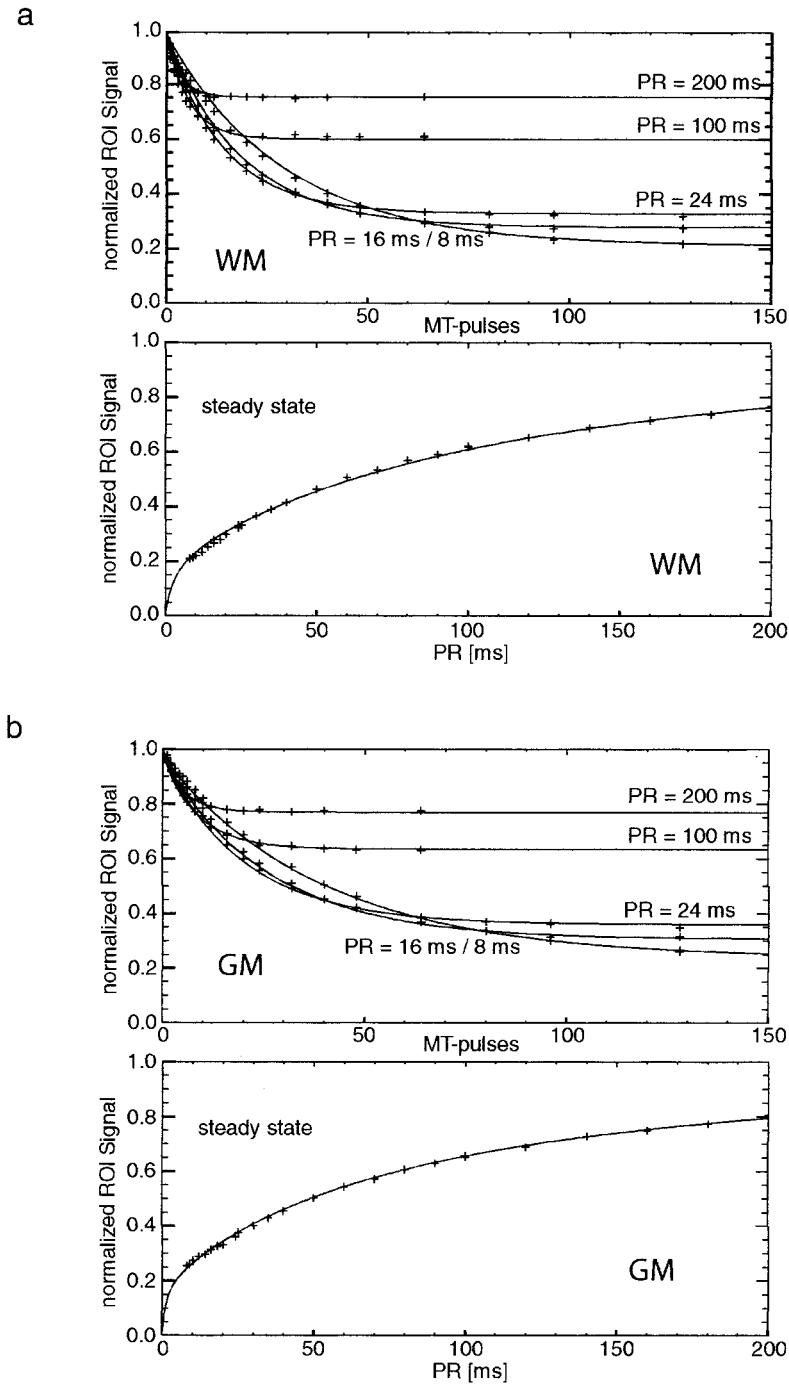 a
1.0
0.8
0.6
0.4
0.2
0.0
normalized ROI Signal
PR = 200 ms
PR = 100 ms
PR = 24 ms
PR = 16 ms / 8 ms
WM
0 50 100 150
MT-pulses
1.0
0.8
0.6
0.4
0.2
0.0
normalized ROI Signal
steady state
WM
0 50 100 150 200
PR [ms]
b
1.0
0.8
0.6
0.4
0.2
0.0
normalized ROI Signal
PR = 200 ms
PR = 100 ms
PR = 24 ms
PR = 16 ms / 8 ms
GM
0 50 100 150
MT-pulses
1.0
0.8
0.6
0.4
0.2
0.0
normalized ROI Signal
steady state
GM
0 50 100 150 200
PR [ms]